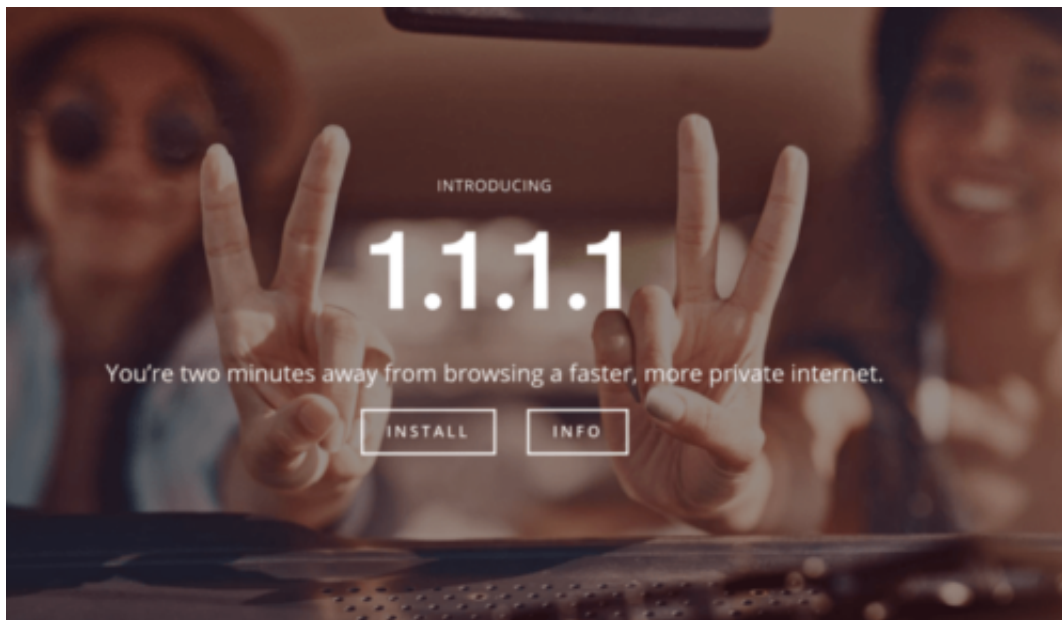 INTRODUCING
1.1.1.1
You're two minutes away from browsing a faster, more private internet.
INSTALL INFO